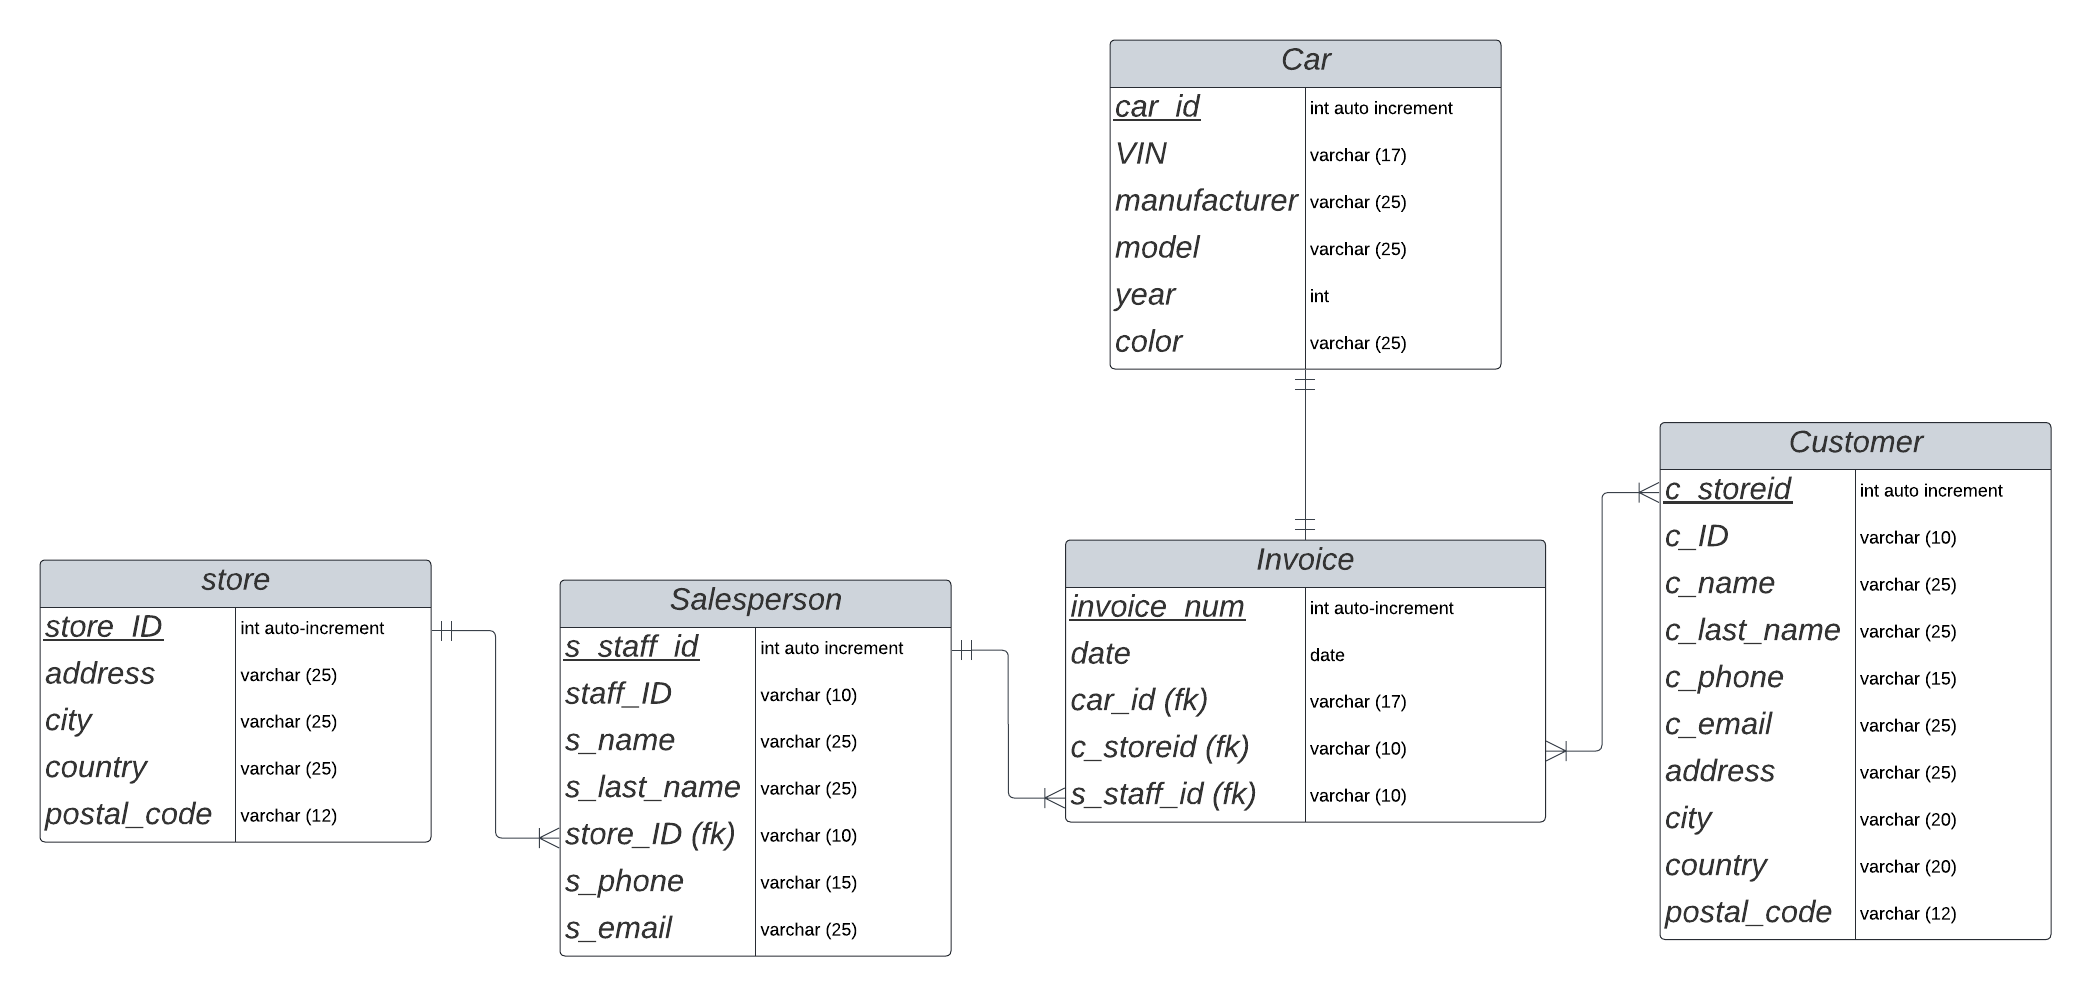 Car
car_id int auto increment
VIN varchar (17)
manufacturer varchar (25)
model varchar (25)
year int
color varchar (25)
store
store_ID int auto-increment
address varchar (25)
city varchar (25)
country varchar (25)
postal_code varchar (12)
Salesperson
s_staff_id int auto increment
staff_ID varchar (10)
s_name varchar (25)
s_last_name varchar (25)
store_ID (fk) varchar (10)
s_phone varchar (15)
s_email varchar (25)
Invoice
invoice_num int auto-increment
date date
car_id (fk) varchar (17)
c_storeid (fk) varchar (10)
s_staff_id (fk) varchar (10)
Customer
c_storeid int auto increment
c_ID varchar (10)
c_name varchar (25)
c_last_name varchar (25)
c_phone varchar (15)
c_email varchar (25)
address varchar (25)
city varchar (20)
country varchar (20)
postal_code varchar (12)